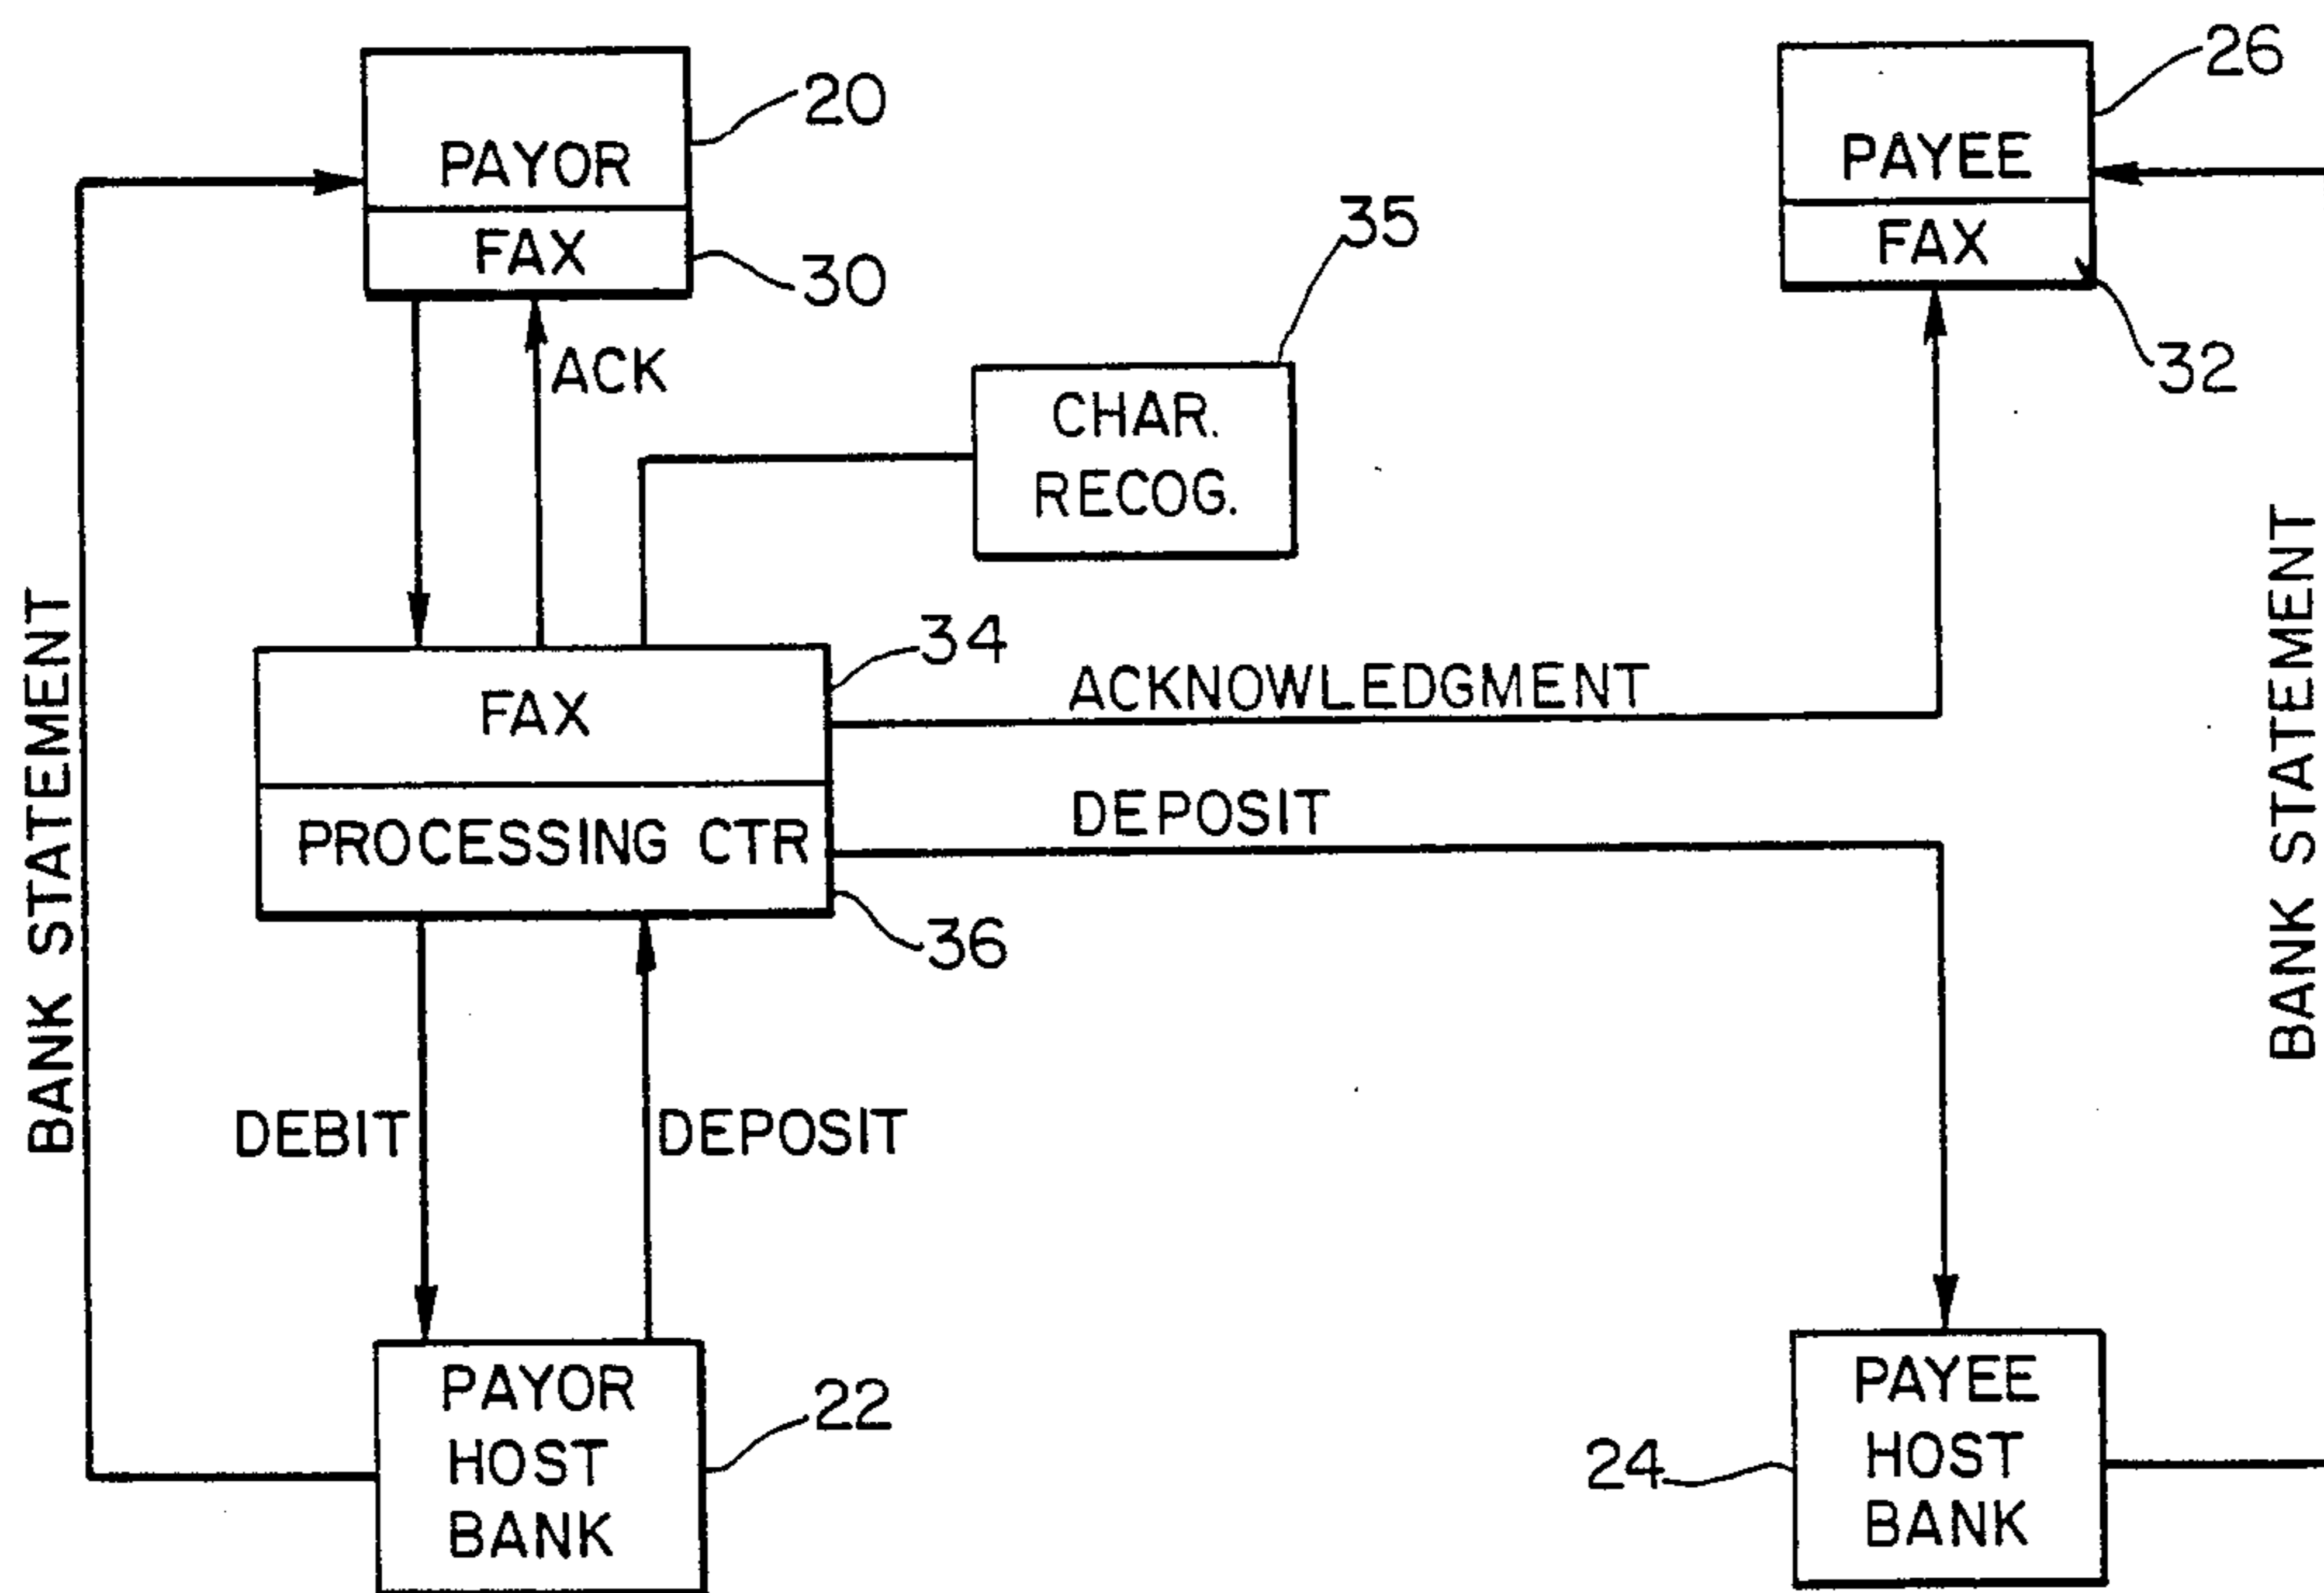 20
PAYOR
FAX
30
ACK
26
PAYEE
FAX
32
35
CHAR.
RECOG.
34
FAX
PROCESSING CTR
36
ACKNOWLEDGMENT
DEPOSIT
BANK STATEMENT
BANK STATEMENT
DEBIT
DEPOSIT
PAYOR
HOST
BANK
22
24
PAYEE
HOST
BANK